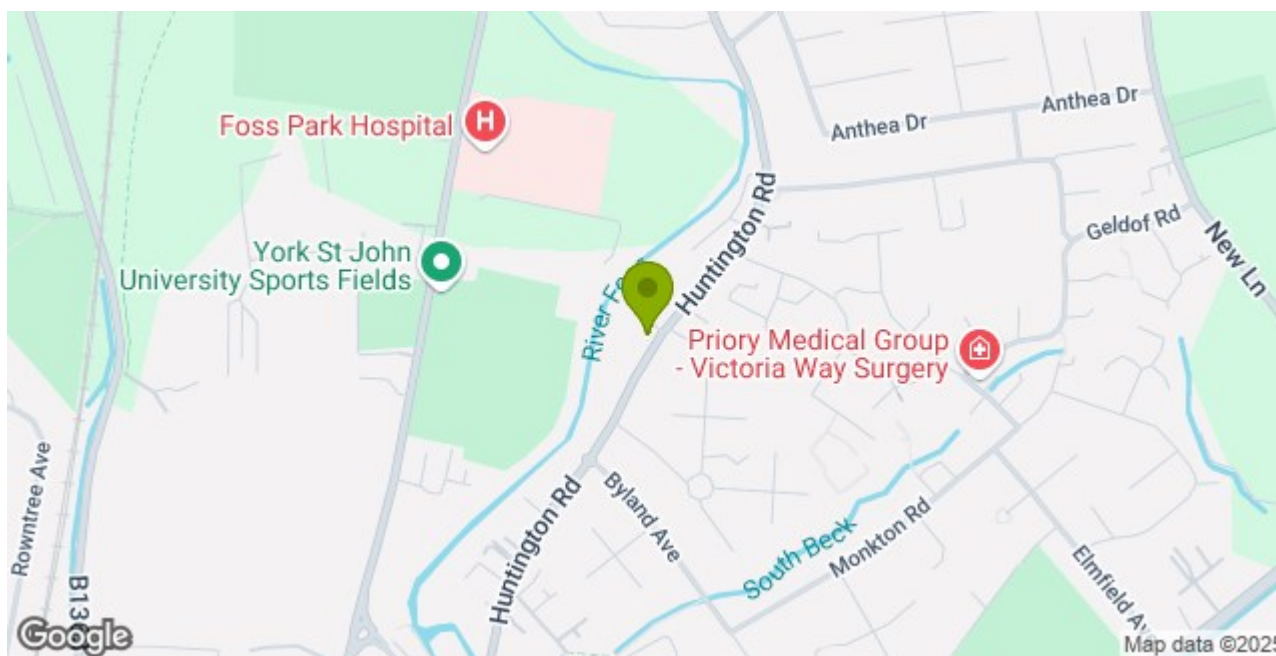 Foss Park Hospital
Anthea Dr
Anthea Dr
Huntington Rd
Geldof Rd
New Ln
York St John
University Sports Fields
River
Priory Medical Group
- Victoria Way Surgery
Huntington Rd
Byland Ave
South Beck
Monkton Rd
Elmfield Av
Rowntree Ave
Google
Map data ©2025